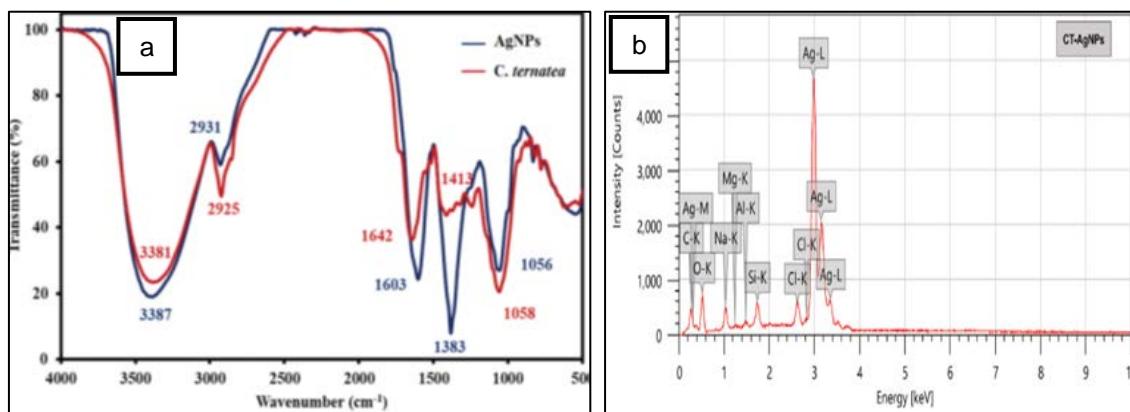 a
AgNPs
C. ternatea
Transmittance (%)
100
80
60
40
20
0
2931
2925
3381
3387
1642
1603
1413
1383
1056
1058
4000
3500
3000
2500
2000
1500
1000
500
Wavenumber (cm⁻¹)
b
CT-AgNPs
Intensity [Counts]
4,000
3,000
2,000
1,000
0
Ag-L
Mg-K
Ag-M
Al-K
Ag-L
C-K
Na-K
Cl-K
O-K
Si-K
Cl-K
Ag-L
0
1
2
3
4
5
6
7
8
9
Energy [keV]